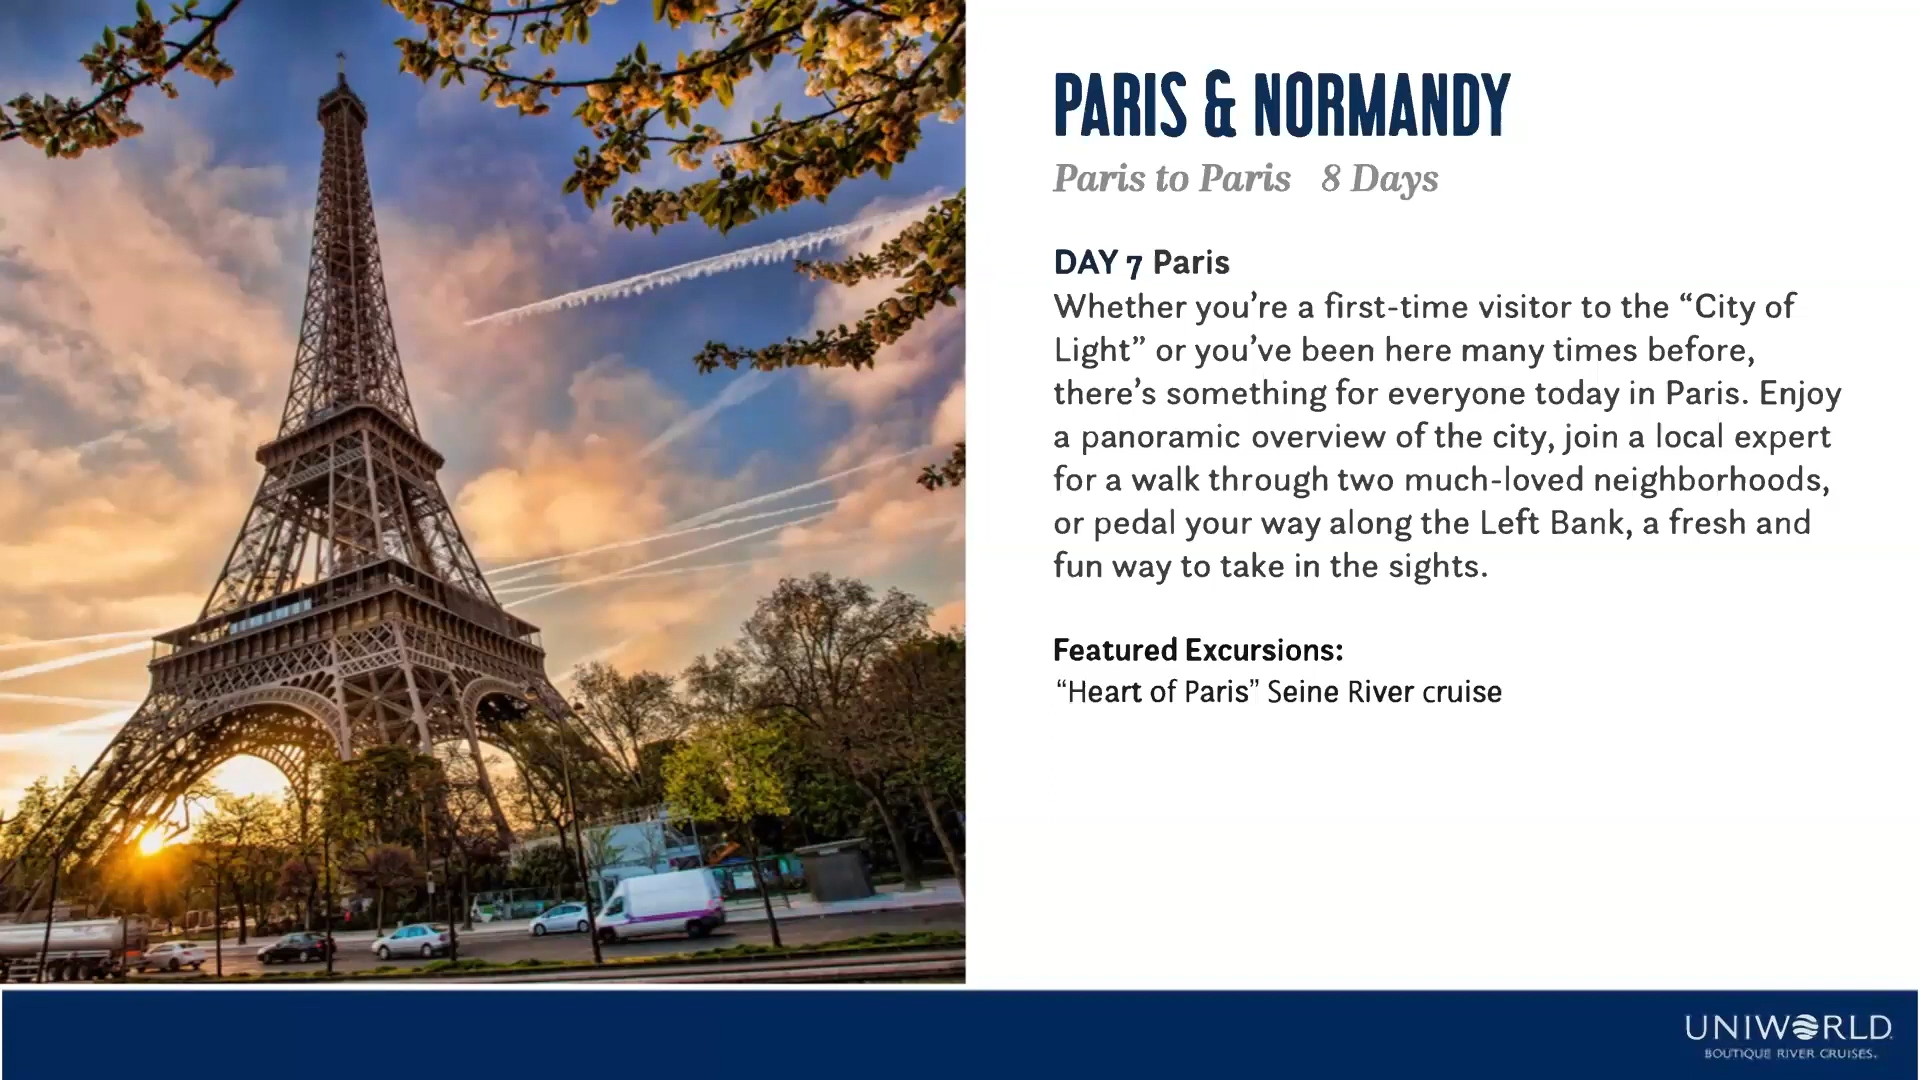 PARIS & NORMANDY
Paris to Paris 8 Days
DAY 7 Paris
Whether you’re a first-time visitor to the “City of
Light” or you’ve been here many times before,
there’s something for everyone today in Paris. Enjoy
a panoramic overview of the city, join a local expert
for a walk through two much-loved neighborhoods,
or pedal your way along the Left Bank, a fresh and
fun way to take in the sights.
Featured Excursions:
“Heart of Paris” Seine River cruise
UNIWORLD
BOUTIQUE RIVER CRUISES.